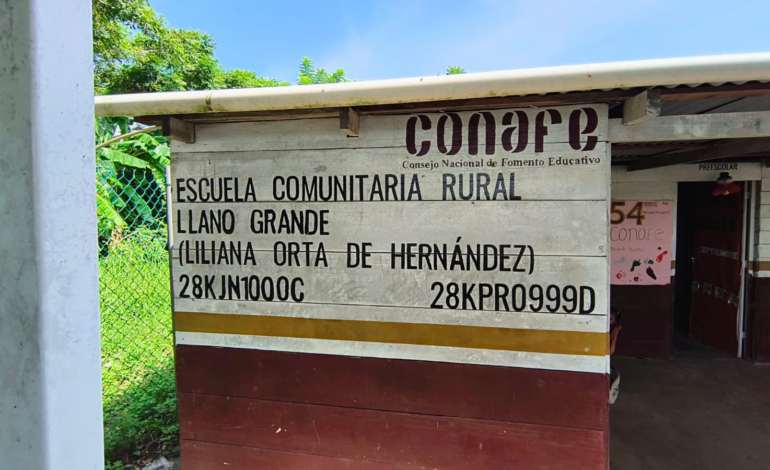 conafe
Consejo Nacional de Fomento Educativo
ESCUELA COMUNITARIA RURAL
LLANO GRANDE
(LILIANA ORTA DE HERNÁNDEZ)
28KJN1000C 28KPR0999D
PREESCOLAR
54
Conafe